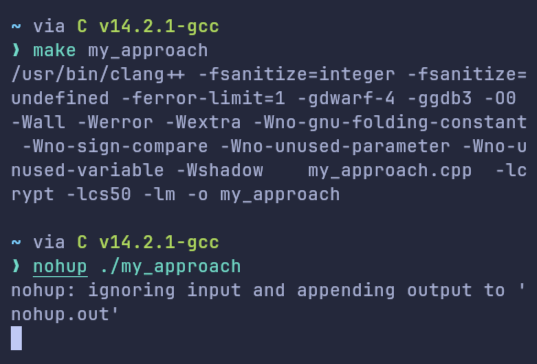 ~ via C v14.2.1-gcc
❯ make my_approach
/usr/bin/clang++ -fsanitize=integer -fsanitize=
undefined -ferror-limit=1 -gdwarf-4 -ggdb3 -O0
-Wall -Werror -Wextra -Wno-gnu-folding-constant
 -Wno-sign-compare -Wno-unused-parameter -Wno-u
nused-variable -Wshadow    my_approach.cpp  -lc
rypt -lcs50 -lm -o my_approach
~ via C v14.2.1-gcc
❯ nohup ./my_approach
nohup: ignoring input and appending output to '
nohup.out'